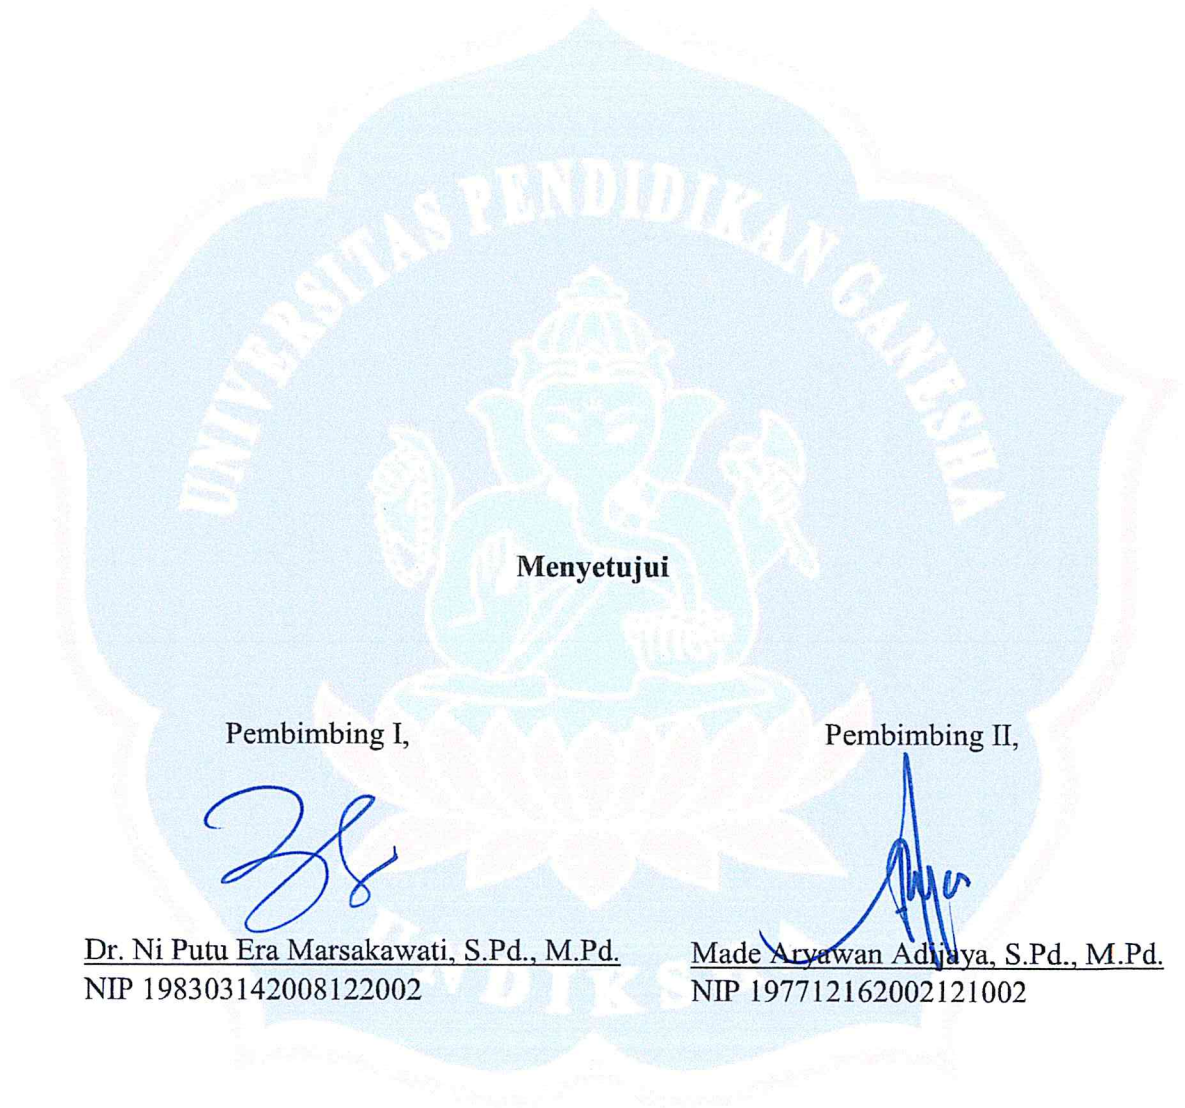 UNIVERSITAS PENDIDIKAN GANESHA
Menyetujui
Pembimbing I,
Pembimbing II,
Dr. Ni Putu Era Marsakawati, S.Pd., M.Pd.
NIP 198303142008122002
Made Aryawan Adijaya, S.Pd., M.Pd.
NIP 197712162002121002
UNDIKSHA